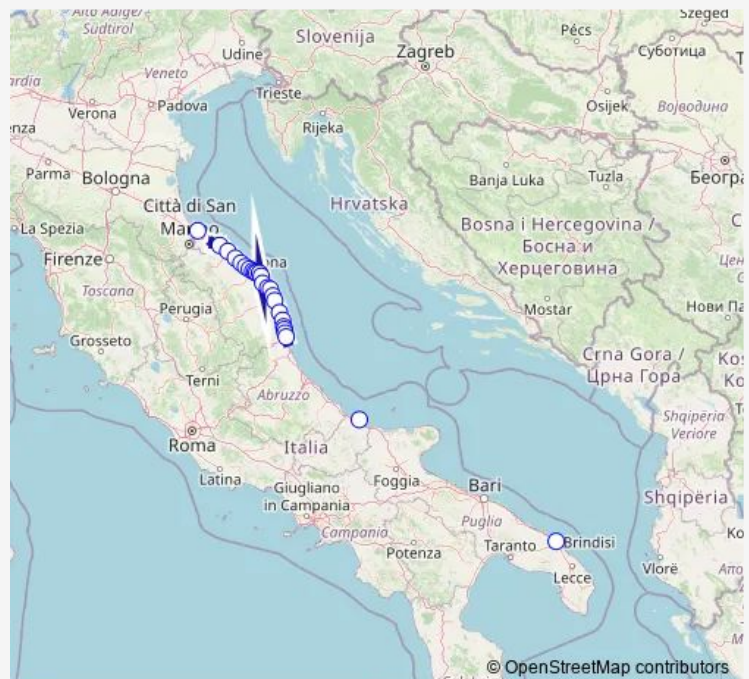 Alto Adige/
Südtirol
Slovenija
Pécs
Szeged
Udine
Zagreb
Суботица
Veneto
Trieste
Verona
Padova
Rijeka
Osijek
Војводина
Parma
Bologna
Banja Luka
Tuzla
Città di San
Hrvatska
La Spezia
Bosna i Hercegovina /
Босна и
Херцеговина
Firenze
Toscana
Perugia
Mostar
Grosseto
Terni
Crna Gora /
Црна Гора
Abruzzo
Shqipëria
Veriore
Roma
Italia
Latina
Foggia
Bari
Giugliano
in Campania
Shqipëria
Campania
Puglia
Potenza
Taranto
Brindisi
Lecce
Vlorë
© OpenStreetMap contributors